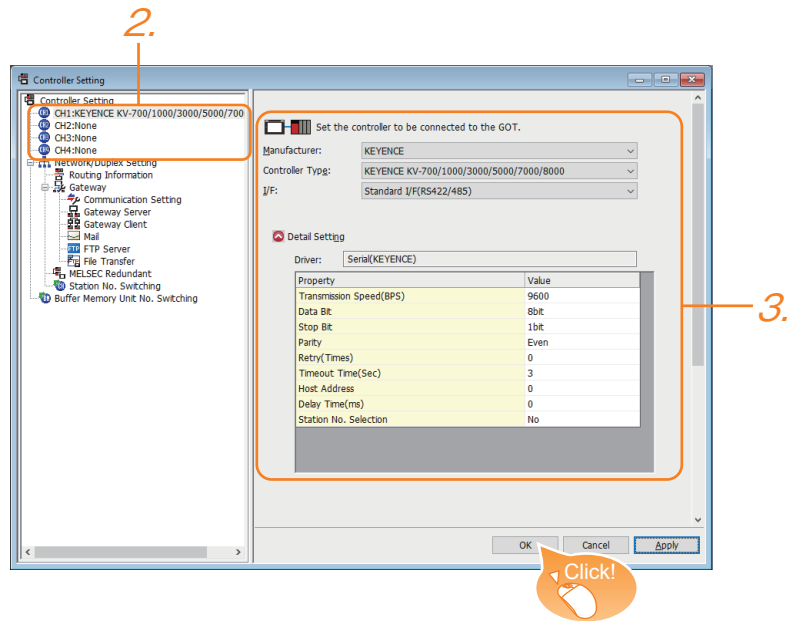 2.
Controller Setting
Controller Setting
CH1:KEYENCE KV-700/1000/3000/5000/700
CH2:None
CH3:None
CH4:None
Network/Duplex Setting
Routing Information
Gateway
Communication Setting
Gateway Server
Gateway Client
Mail
FTP Server
File Transfer
MELSEC Redundant
Station No. Switching
Buffer Memory Unit No. Switching
Set the controller to be connected to the GOT.
Manufacturer: KEYENCE
Controller Type: KEYENCE KV-700/1000/3000/5000/7000/8000
I/F: Standard I/F(RS422/485)
Detail Setting
Driver: Serial(KEYENCE)
Property Value
Transmission Speed(BPS) 9600
Data Bit 8bit
Stop Bit 1bit
Parity Even
Retry(Times) 0
Timeout Time(Sec) 3
Host Address 0
Delay Time(ms) 0
Station No. Selection No
3.
OK Cancel Apply
Click!